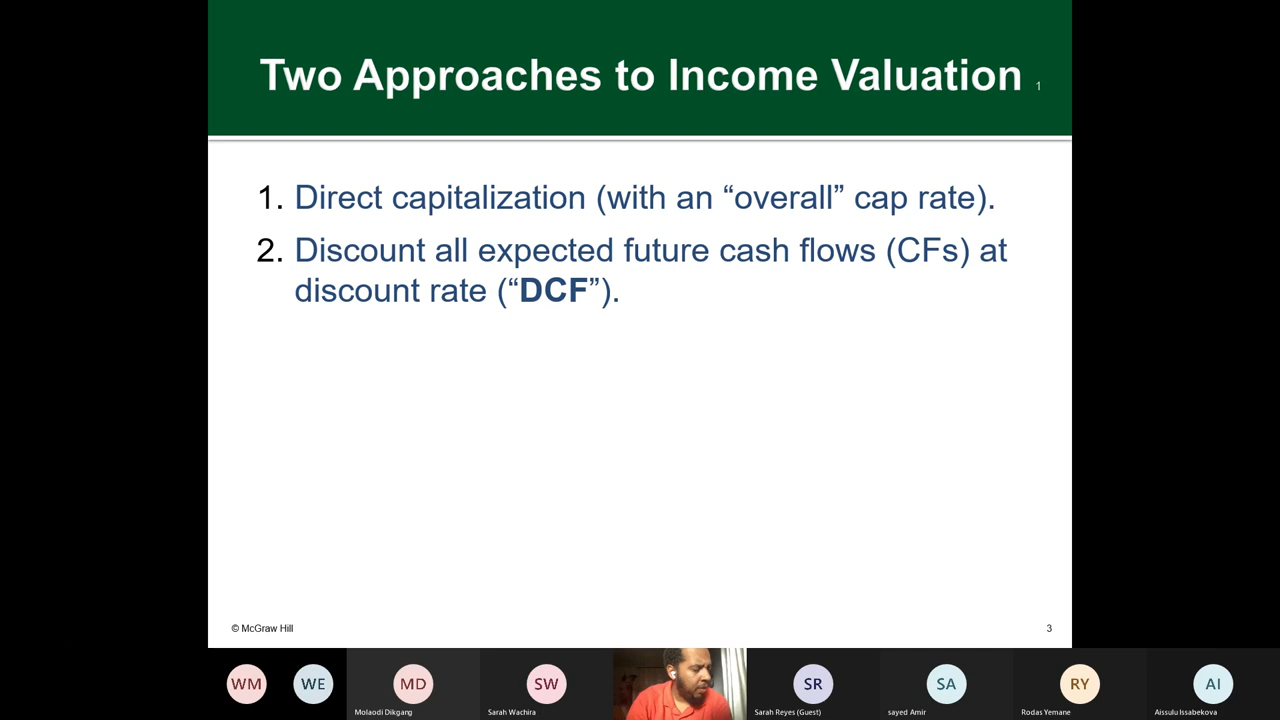 Two Approaches to Income Valuation 1
1. Direct capitalization (with an “overall” cap rate).
2. Discount all expected future cash flows (CFs) at
discount rate (“DCF”).
© McGraw Hill 3
WM WE MD SW SR SA RY AI
Molaodi Dikgang Sarah Wachira Sarah Reyes (Guest) sayed Amir Rodas Yemane Aissulu Issabekova